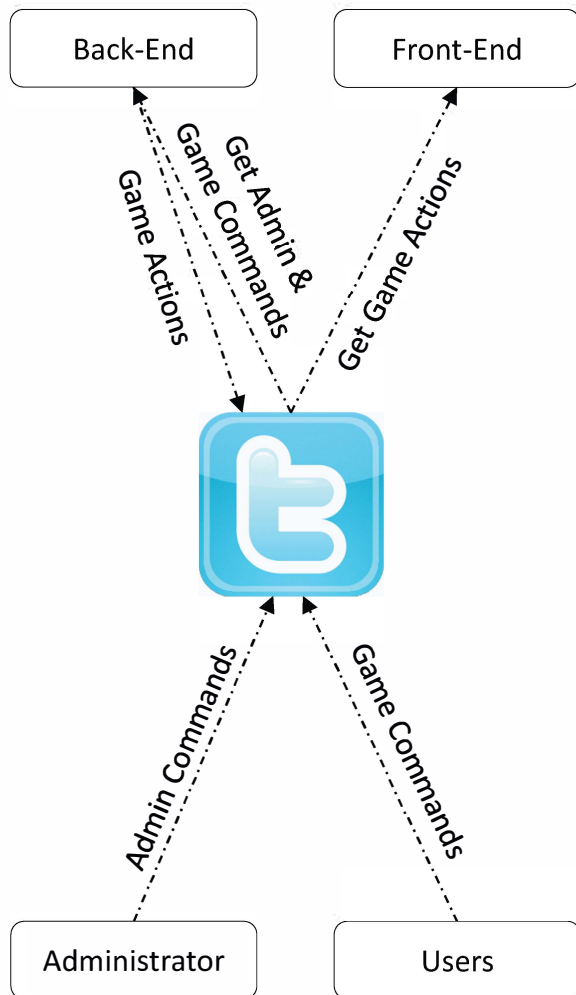 Back-End
Front-End
Game Actions
Get Admin &
Game Commands
Get Game Actions
t
Admin Commands
Game Commands
Administrator
Users